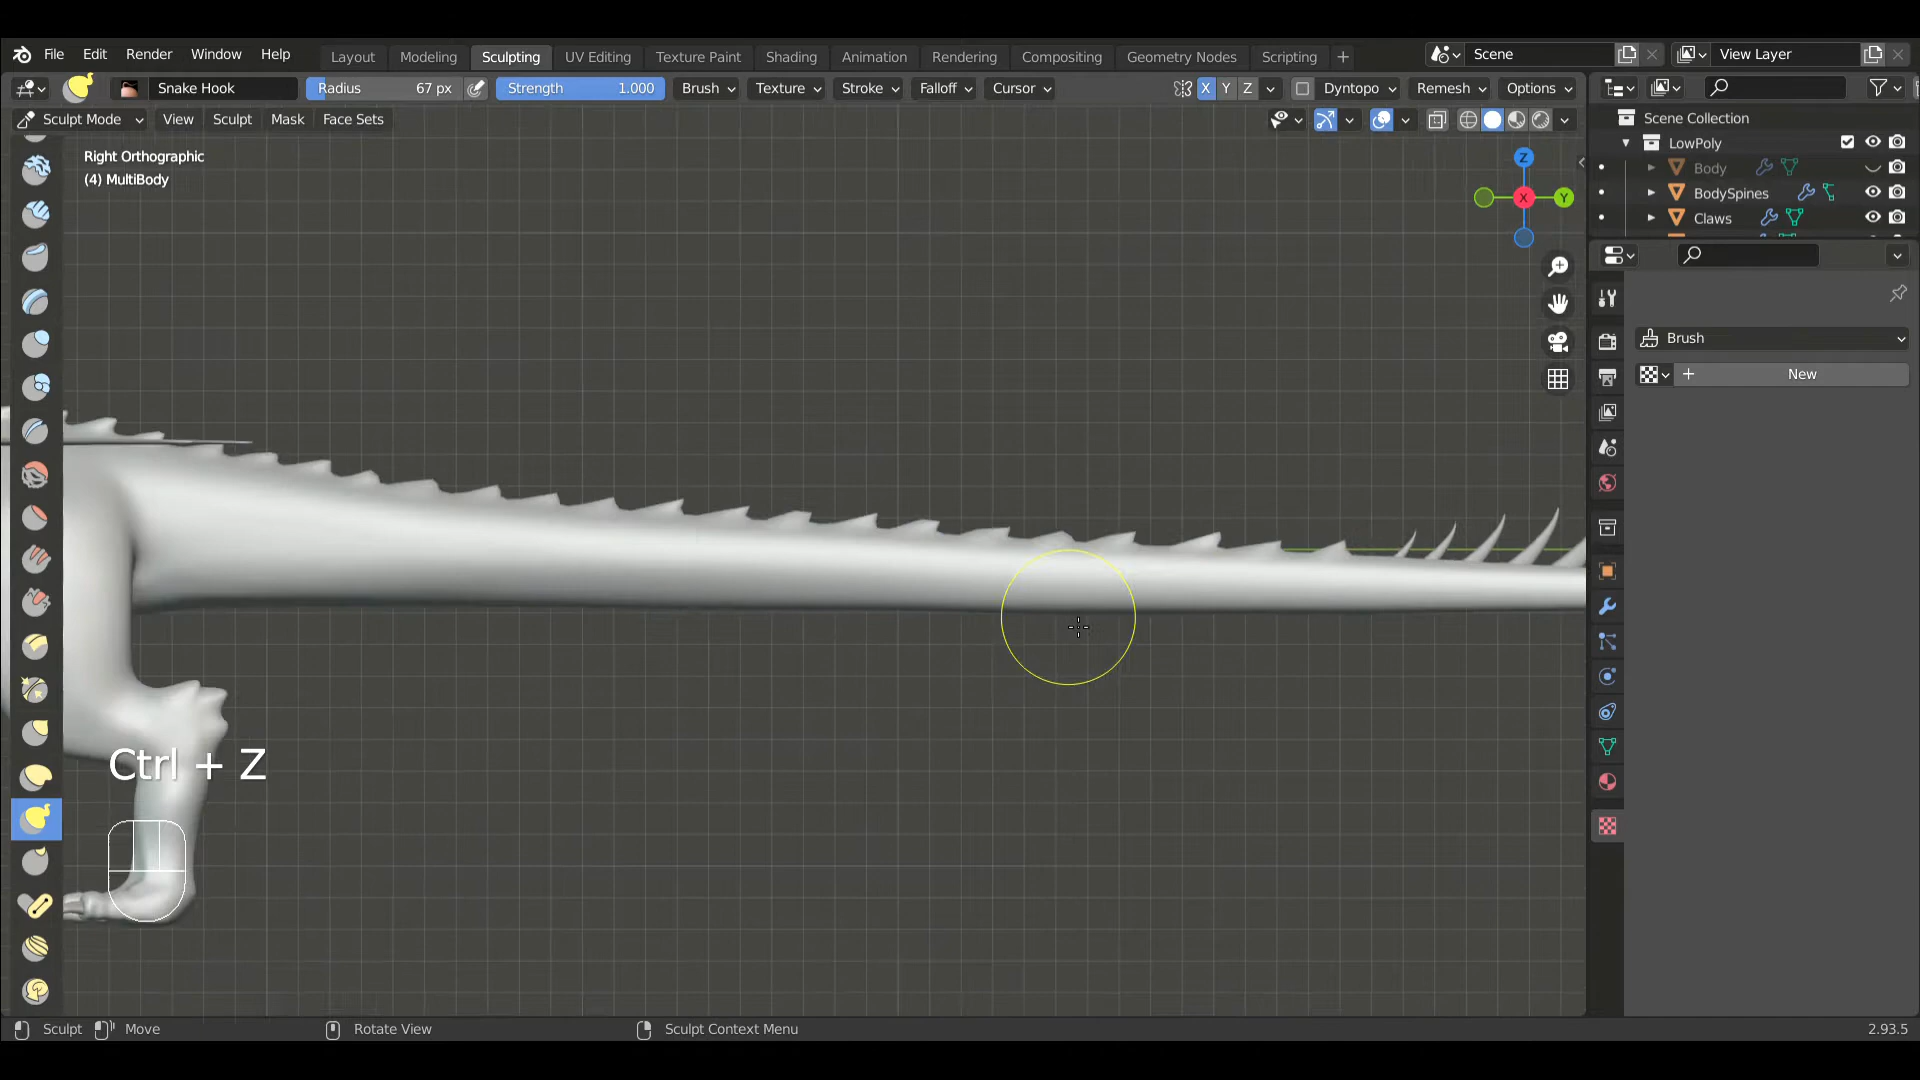 File Edit Render Window Help Layout Modeling Sculpting UV Editing Texture Paint Shading Animation Rendering Compositing Geometry Nodes Scripting + Scene View Layer
Snake Hook Radius 67 px Strength 1.000 Brush Texture Stroke Falloff Cursor X Y Z Dyntopo Remesh Options
Sculpt Mode View Sculpt Mask Face Sets
Scene Collection
LowPoly
Body
BodySpines
Claws
Right Orthographic
(4) MultiBody
Z
X
Y
Brush
+ New
Ctrl + Z
Sculpt Move Rotate View Sculpt Context Menu 2.93.5